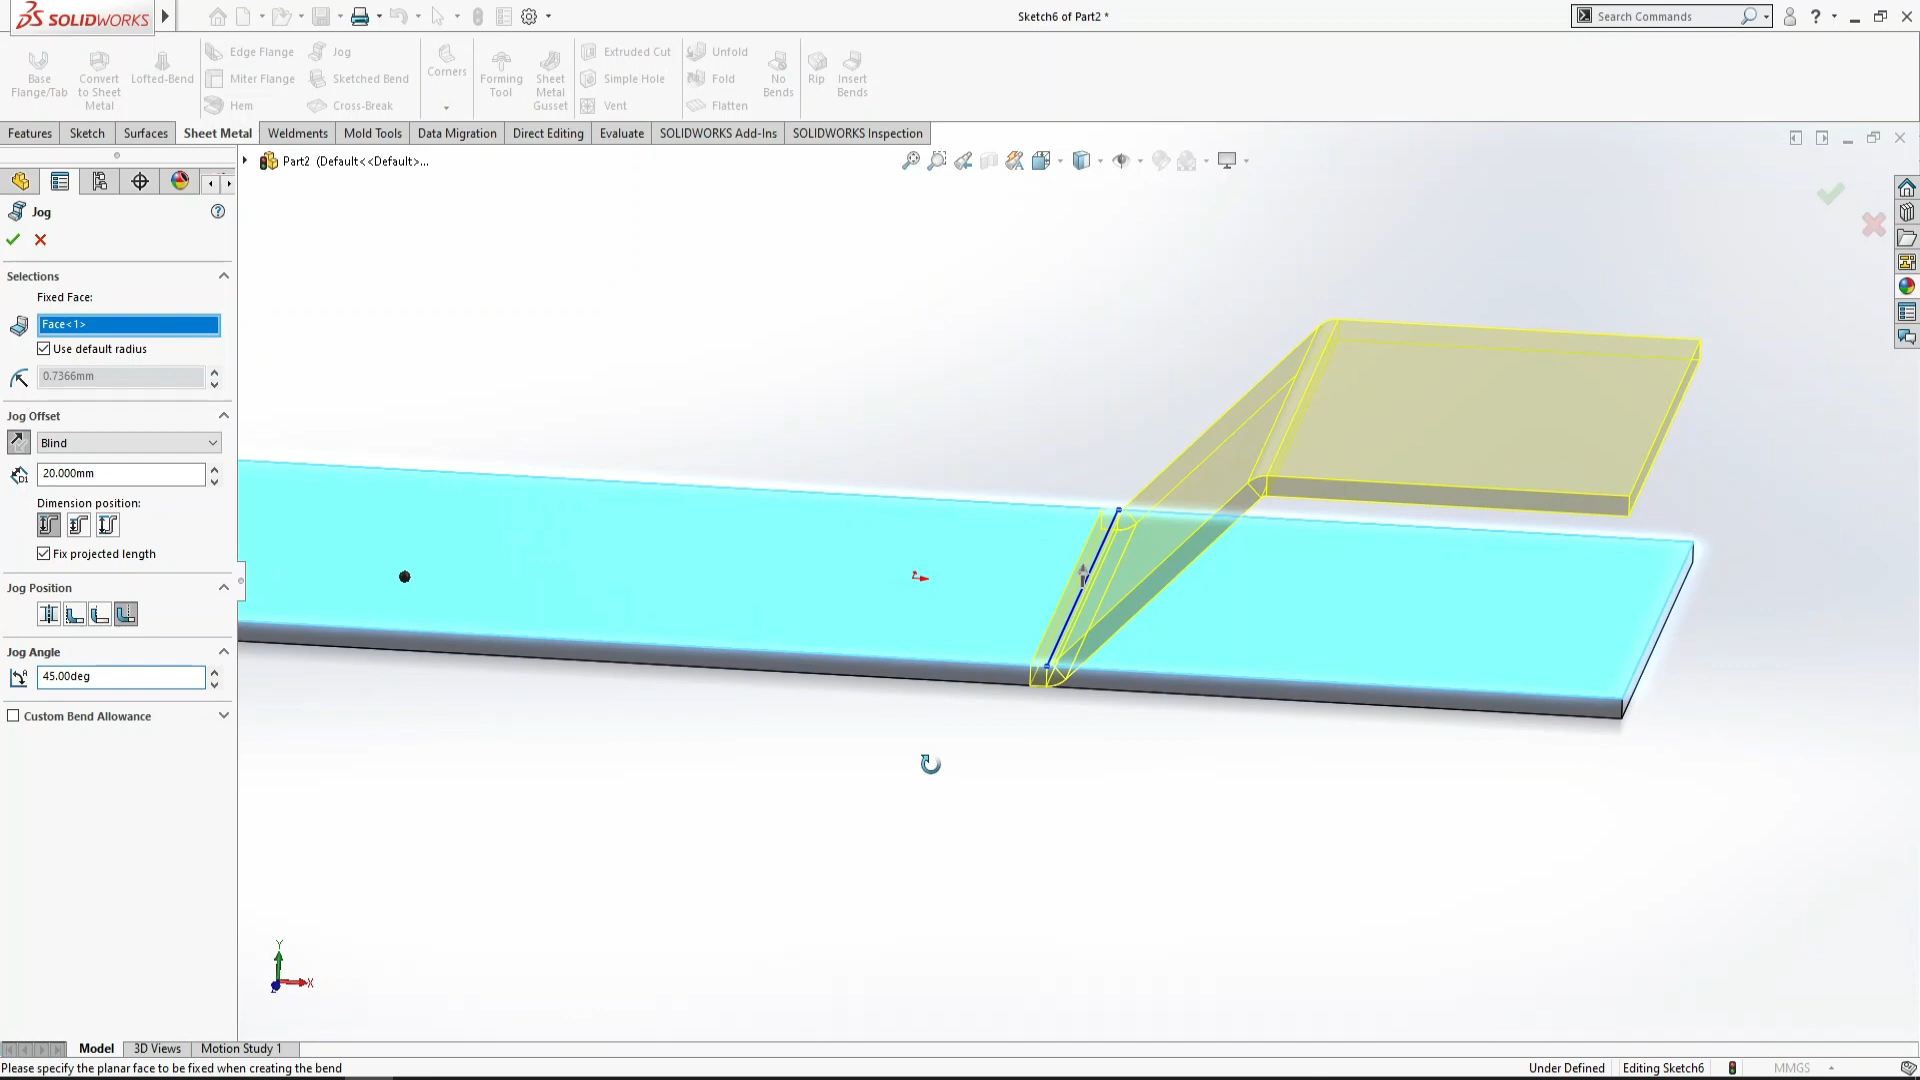 SOLIDWORKS
Sketch6 of Part2 *
Search Commands
Base Flange/Tab
Convert to Sheet Metal
Lofted-Bend
Edge Flange
Miter Flange
Hem
Jog
Sketched Bend
Cross-Break
Corners
Forming Tool
Sheet Metal Gusset
Extruded Cut
Simple Hole
Vent
Unfold
Fold
Flatten
No Bends
Rip
Insert Bends
Features
Sketch
Surfaces
Sheet Metal
Weldments
Mold Tools
Data Migration
Direct Editing
Evaluate
SOLIDWORKS Add-Ins
SOLIDWORKS Inspection
Part2 (Default<<Default>...
Jog
Selections
Fixed Face:
Face<1>
Use default radius
0.7366mm
Jog Offset
Blind
20.000mm
Dimension position:
Fix projected length
Jog Position
Jog Angle
45.00deg
Custom Bend Allowance
Y
X
Z
Model
3D Views
Motion Study 1
Please specify the planar face to be fixed when creating the bend
Under Defined
Editing Sketch6
MMGS